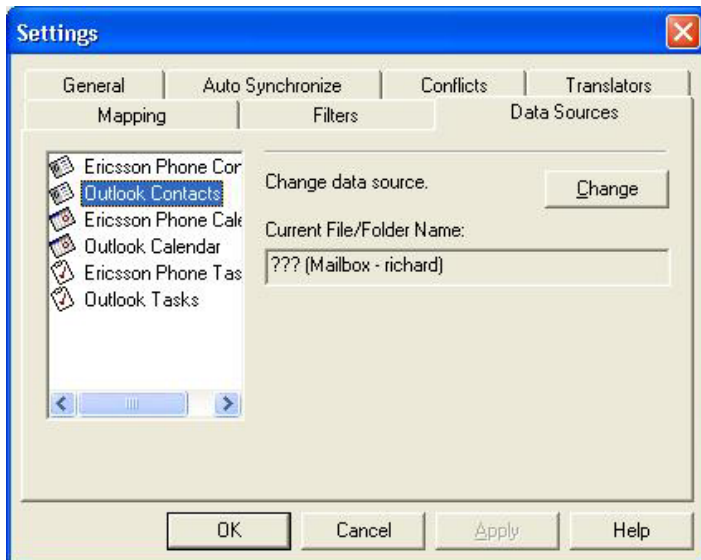 Settings
General
Auto Synchronize
Conflicts
Translators
Mapping
Filters
Data Sources
Ericsson Phone Con
Outlook Contacts
Ericsson Phone Cale
Outlook Calendar
Ericsson Phone Tas
Outlook Tasks
Change data source.
Change
Current File/Folder Name:
??? (Mailbox - richard)
OK
Cancel
Apply
Help